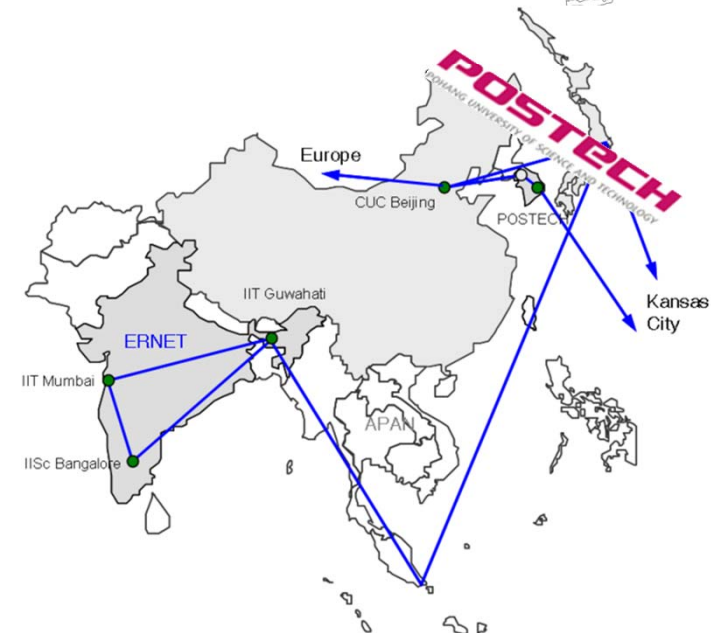 POSTECH
POHANG UNIVERSITY OF SCIENCE AND TECHNOLOGY
Europe
CUC Beijing
POSTECH
IIT Guwahati
Kansas
City
ERNET
IIT Mumbai
APAN
IISc Bangalore